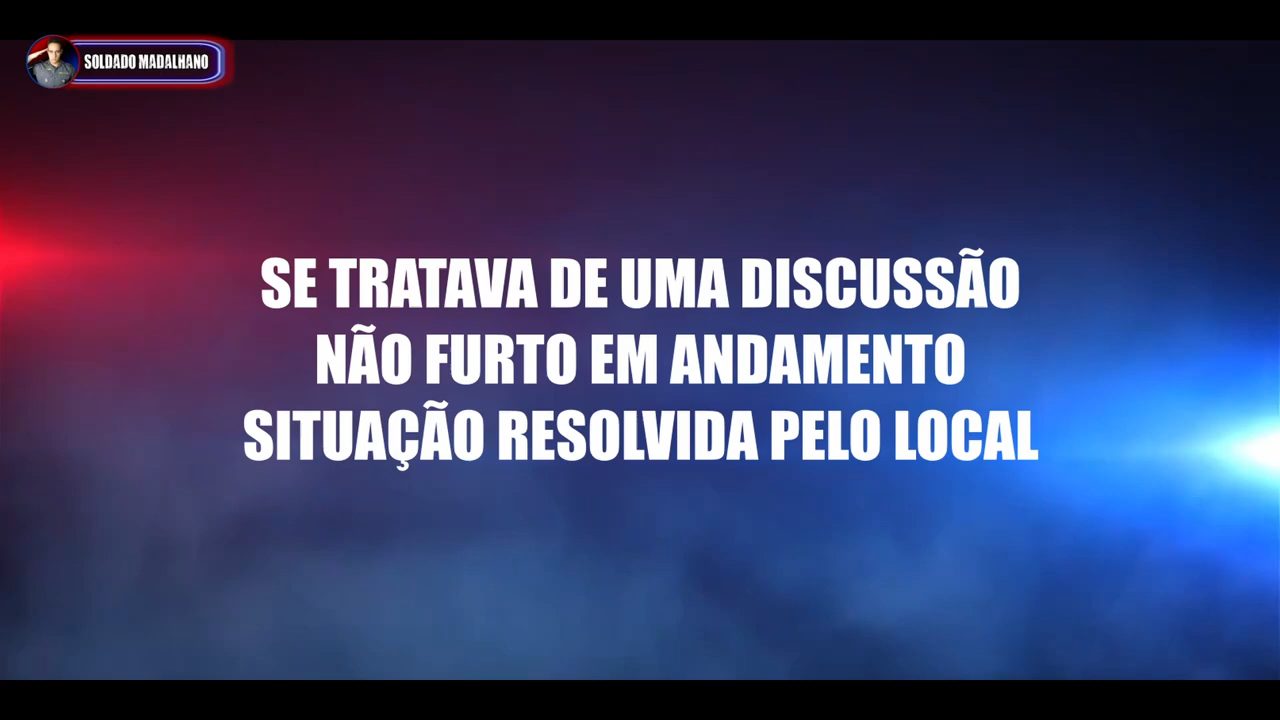 SOLDADO MADALHANO
SE TRATAVA DE UMA DISCUSSÃO
NÃO FURTO EM ANDAMENTO
SITUAÇÃO RESOLVIDA PELO LOCAL